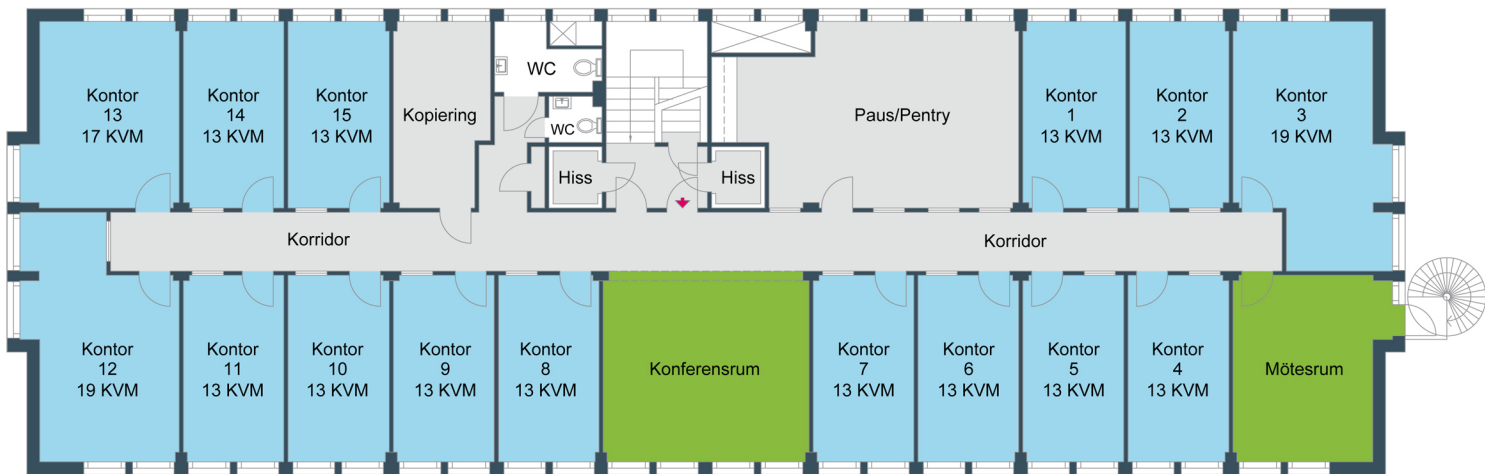 Kontor
13
17 KVM
Kontor
14
13 KVM
Kontor
15
13 KVM
Kopiering
WC
WC
Hiss
Hiss
Paus/Pentry
Kontor
1
13 KVM
Kontor
2
13 KVM
Kontor
3
19 KVM
Korridor
Korridor
Kontor
12
19 KVM
Kontor
11
13 KVM
Kontor
10
13 KVM
Kontor
9
13 KVM
Kontor
8
13 KVM
Konferensrum
Kontor
7
13 KVM
Kontor
6
13 KVM
Kontor
5
13 KVM
Kontor
4
13 KVM
Mötesrum